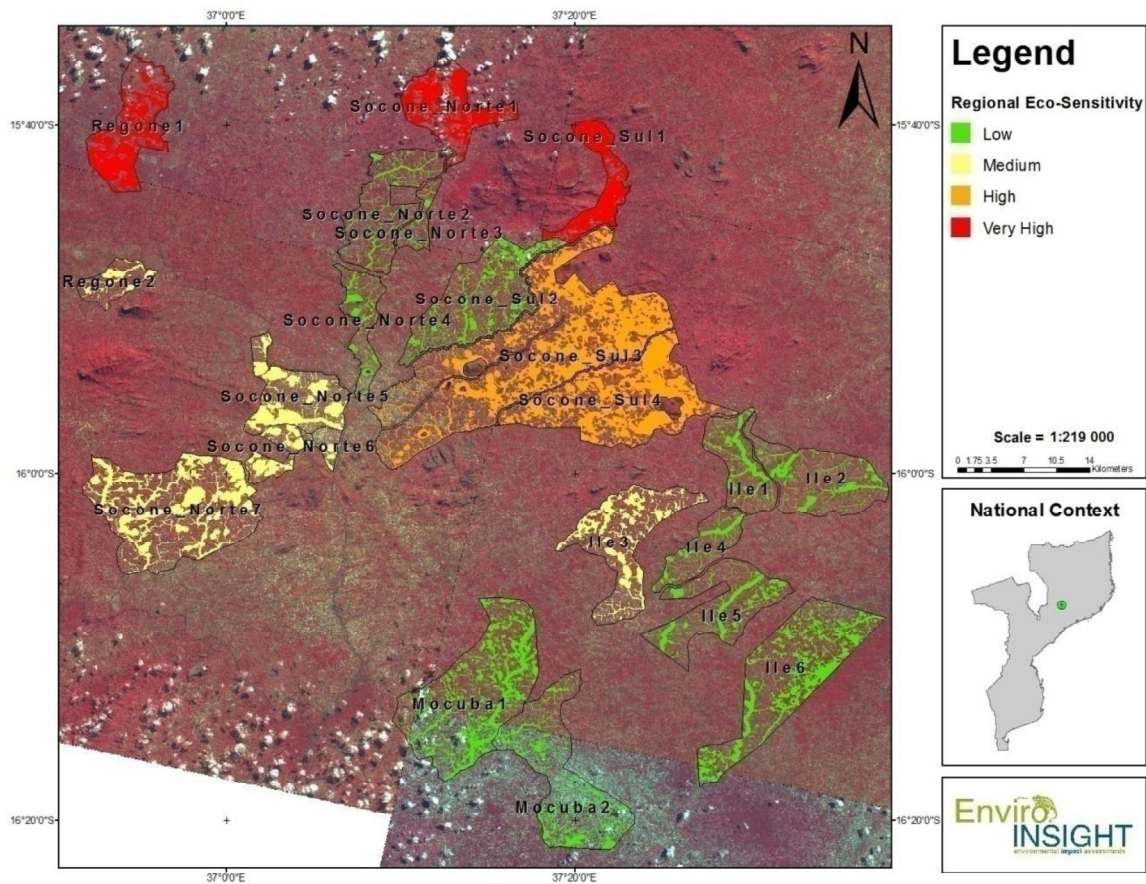 37°0'0"E
37°20'0"E
N
15°40'0"S
15°40'0"S
Regone1
Socone_Norte1
Socone_Sul1
Socone_Norte2
Socone_Norte3
Regone2
Socone_Sul2
Socone_Norte4
Socone_Sul3
Socone_Norte5
Socone_Sul4
Socone_Norte6
16°0'0"S
16°0'0"S
Ile1
Ile2
Socone_Norte7
Ile3
Ile4
Ile5
Ile6
Mocuba1
Mocuba2
16°20'0"S
16°20'0"S
37°0'0"E
37°20'0"E
Legend
Regional Eco-Sensitivity
Low
Medium
High
Very High
Scale = 1:219 000
0 1.75 3.5 7 10.5 14
Kilometers
National Context
Enviro
INSIGHT
environmental impact assessments